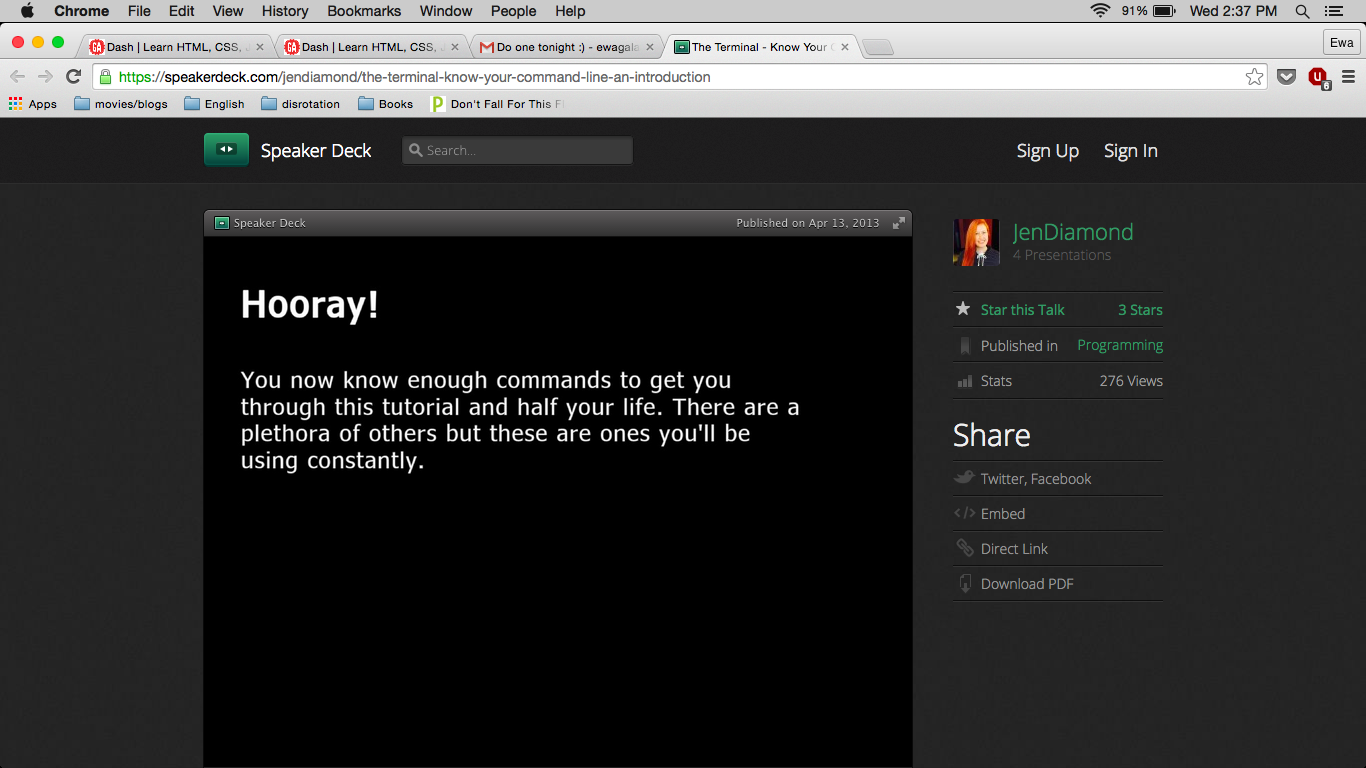 Chrome File Edit View History Bookmarks Window People Help 91% Wed 2:37 PM
Dash | Learn HTML, CSS, Dash | Learn HTML, CSS, Do one tonight :) - ewagala The Terminal - Know Your Ewa
https://speakerdeck.com/jendiamond/the-terminal-know-your-command-line-an-introduction 6
Apps movies/blogs English disrotation Books Don't Fall For This
Speaker Deck Search... Sign Up Sign In
Speaker Deck Published on Apr 13, 2013
JenDiamond
4 Presentations
Hooray!
You now know enough commands to get you
through this tutorial and half your life. There are a
plethora of others but these are ones you'll be
using constantly.
Star this Talk 3 Stars
Published in Programming
Stats 276 Views
Share
Twitter, Facebook
Embed
Direct Link
Download PDF